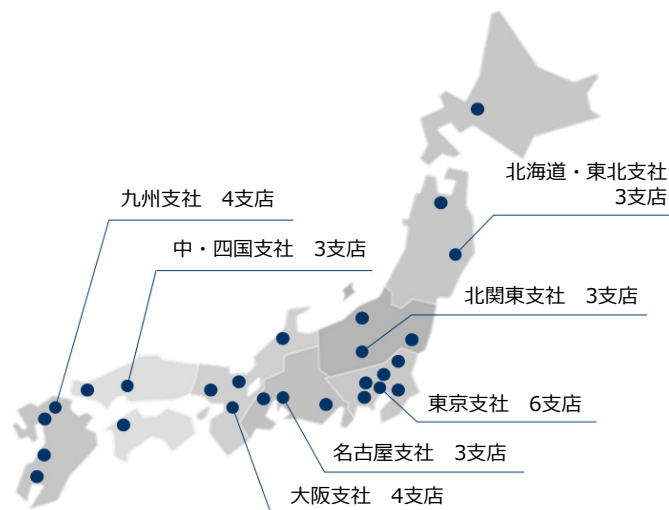 北海道・東北支社
3支店
九州支社　4支店
中・四国支社　3支店
北関東支社　3支店
東京支社　6支店
名古屋支社　3支店
大阪支社　4支店